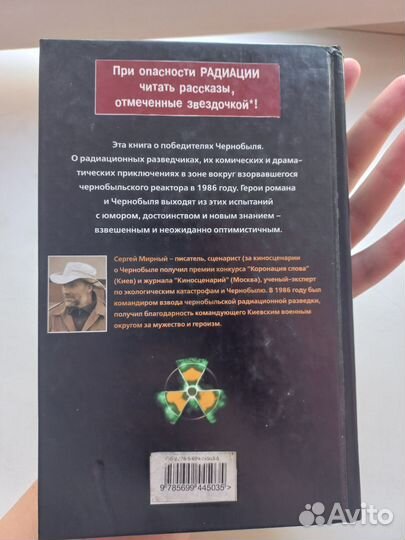 При опасности РАДИАЦИИ
читать рассказы,
отмеченные звездочкой*!
Эта книга о победителях Чернобыля.
О радиационных разведчиках, их комических и драма-
тических приключениях в зоне вокруг взорвавшегося
чернобыльского реактора в 1986 году. Герои романа
и Чернобыля выходят из этих испытаний
с юмором, достоинством и новым знанием –
взвешенным и неожиданно оптимистичным.
Сергей Мирный – писатель, сценарист (за киносценарии
о Чернобыле получил премии конкурса "Коронация слова"
(Киев) и журнала "Киносценарий" (Москва), ученый-эксперт
по экологическим катастрофам и Чернобылю. В 1986 году был
командиром взвода чернобыльской радиационной разведки,
получил благодарность командующего Киевским военным
округом за мужество и героизм.
9 785699 445035 >
Avito